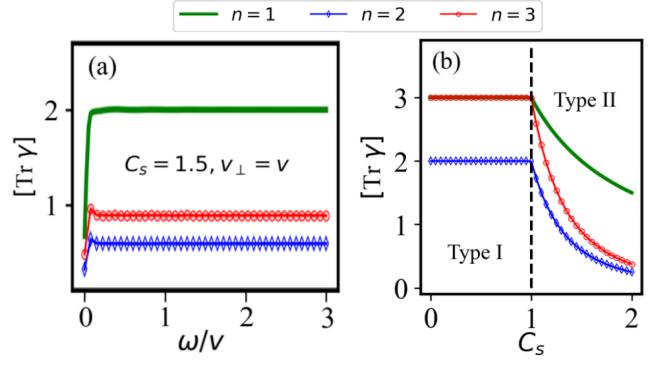 n = 1 n = 2 n = 3
(a)
[Tr γ]
2
1
C_s = 1.5, v_⊥ = v
0 1 2 3
ω/v
(b)
[Tr γ]
3
2
1
0
Type II
Type I
0 1 2
C_s